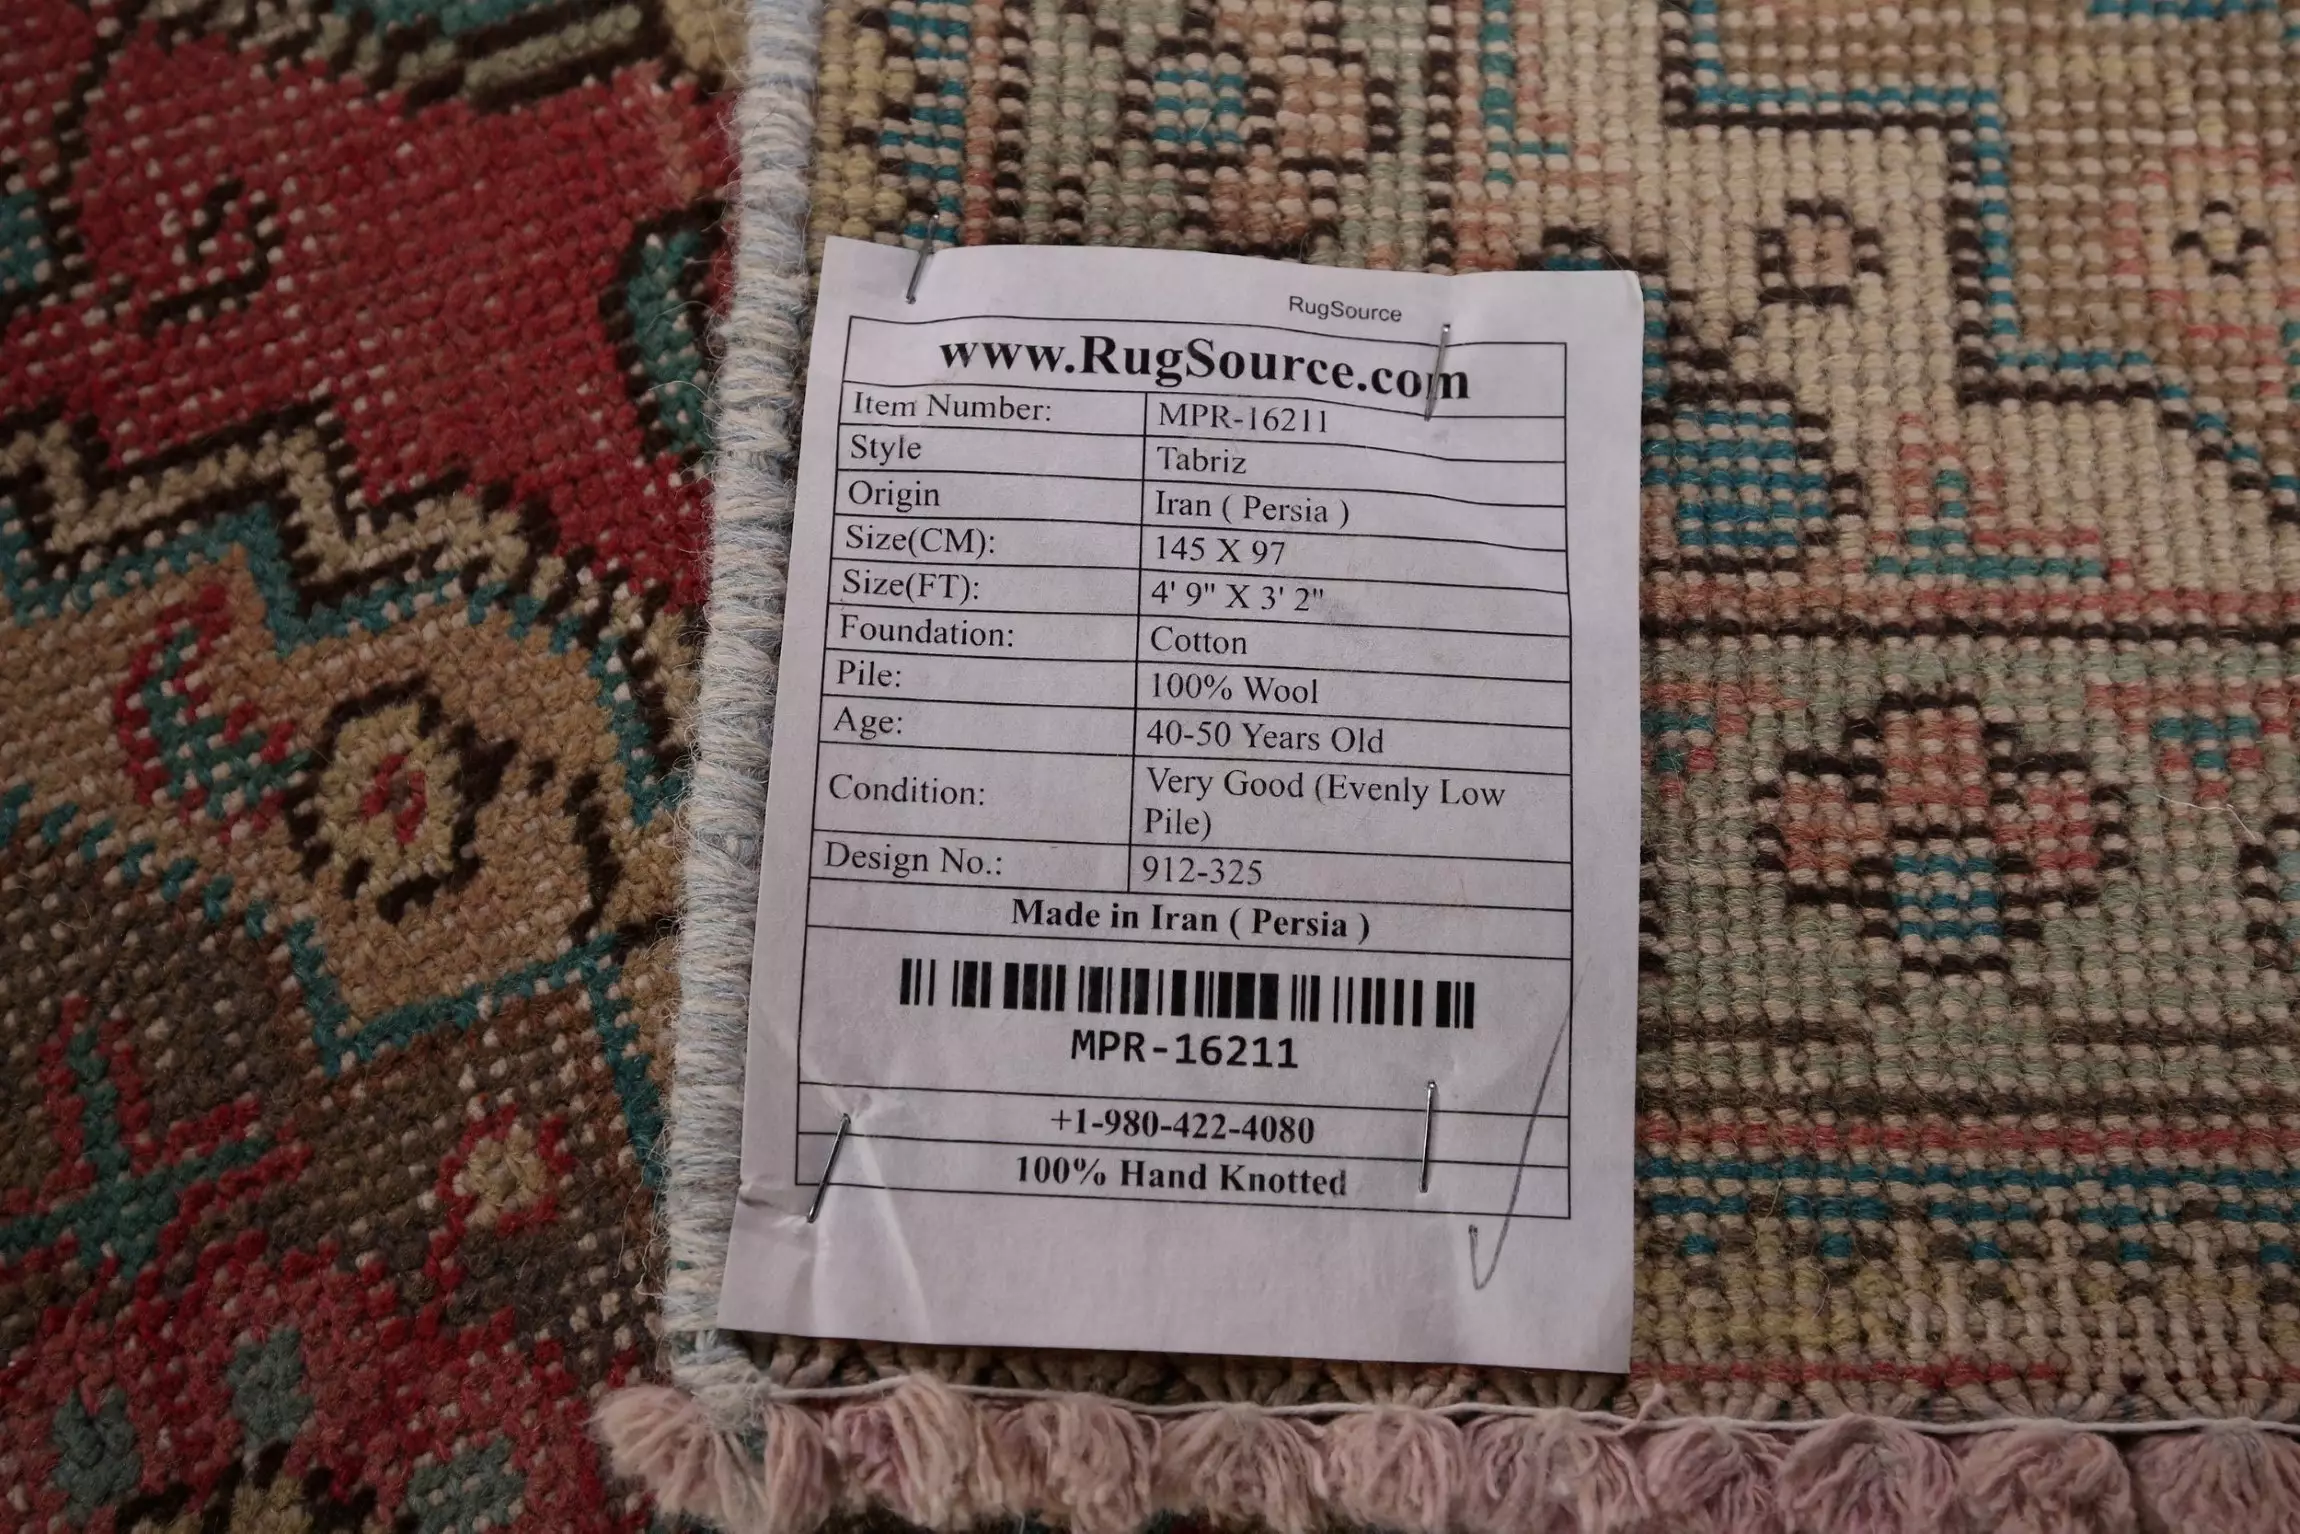 RugSource
www.RugSource.com
Item Number: MPR-16211
Style Tabriz
Origin Iran ( Persia )
Size(CM): 145 X 97
Size(FT): 4' 9" X 3' 2"
Foundation: Cotton
Pile: 100% Wool
Age: 40-50 Years Old
Condition: Very Good (Evenly Low
Pile)
Design No.: 912-325
Made in Iran ( Persia )
MPR-16211
+1-980-422-4080
100% Hand Knotted